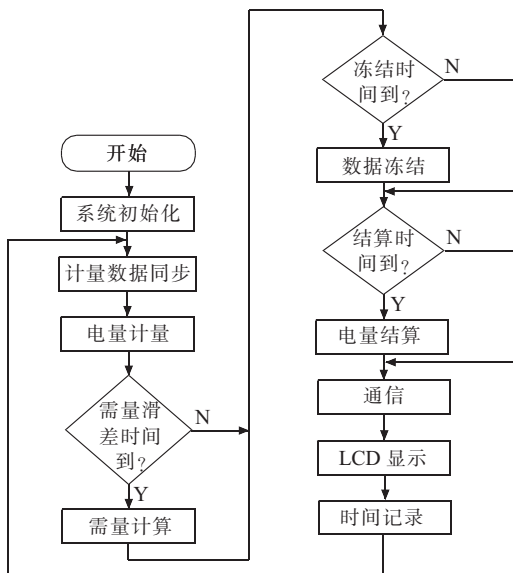 开始
系统初始化
计量数据同步
电量计量
需量滑
差时间
到?
N
Y
需量计算
冻结时
间到?
N
Y
数据冻结
结算时
间到?
N
Y
电量结算
通信
LCD 显示
时间记录